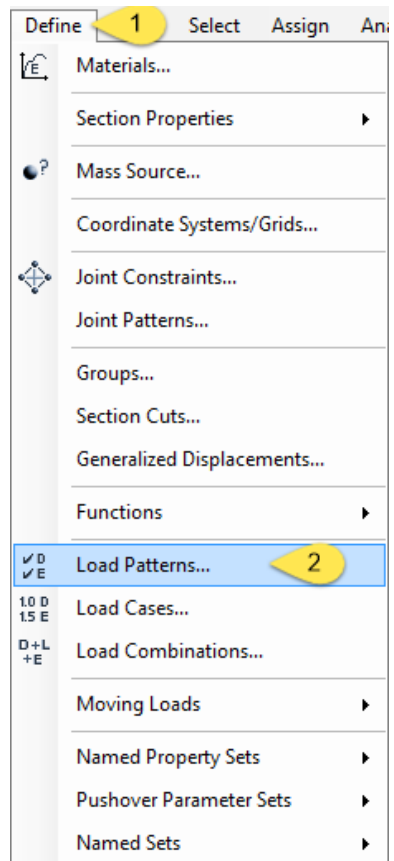 Define 1 Select Assign An
Materials...
Section Properties
Mass Source...
Coordinate Systems/Grids...
Joint Constraints...
Joint Patterns...
Groups...
Section Cuts...
Generalized Displacements...
Functions
D
E
Load Patterns... 2
1.0 D
1.5 E
Load Cases...
D+L
+E
Load Combinations...
Moving Loads
Named Property Sets
Pushover Parameter Sets
Named Sets